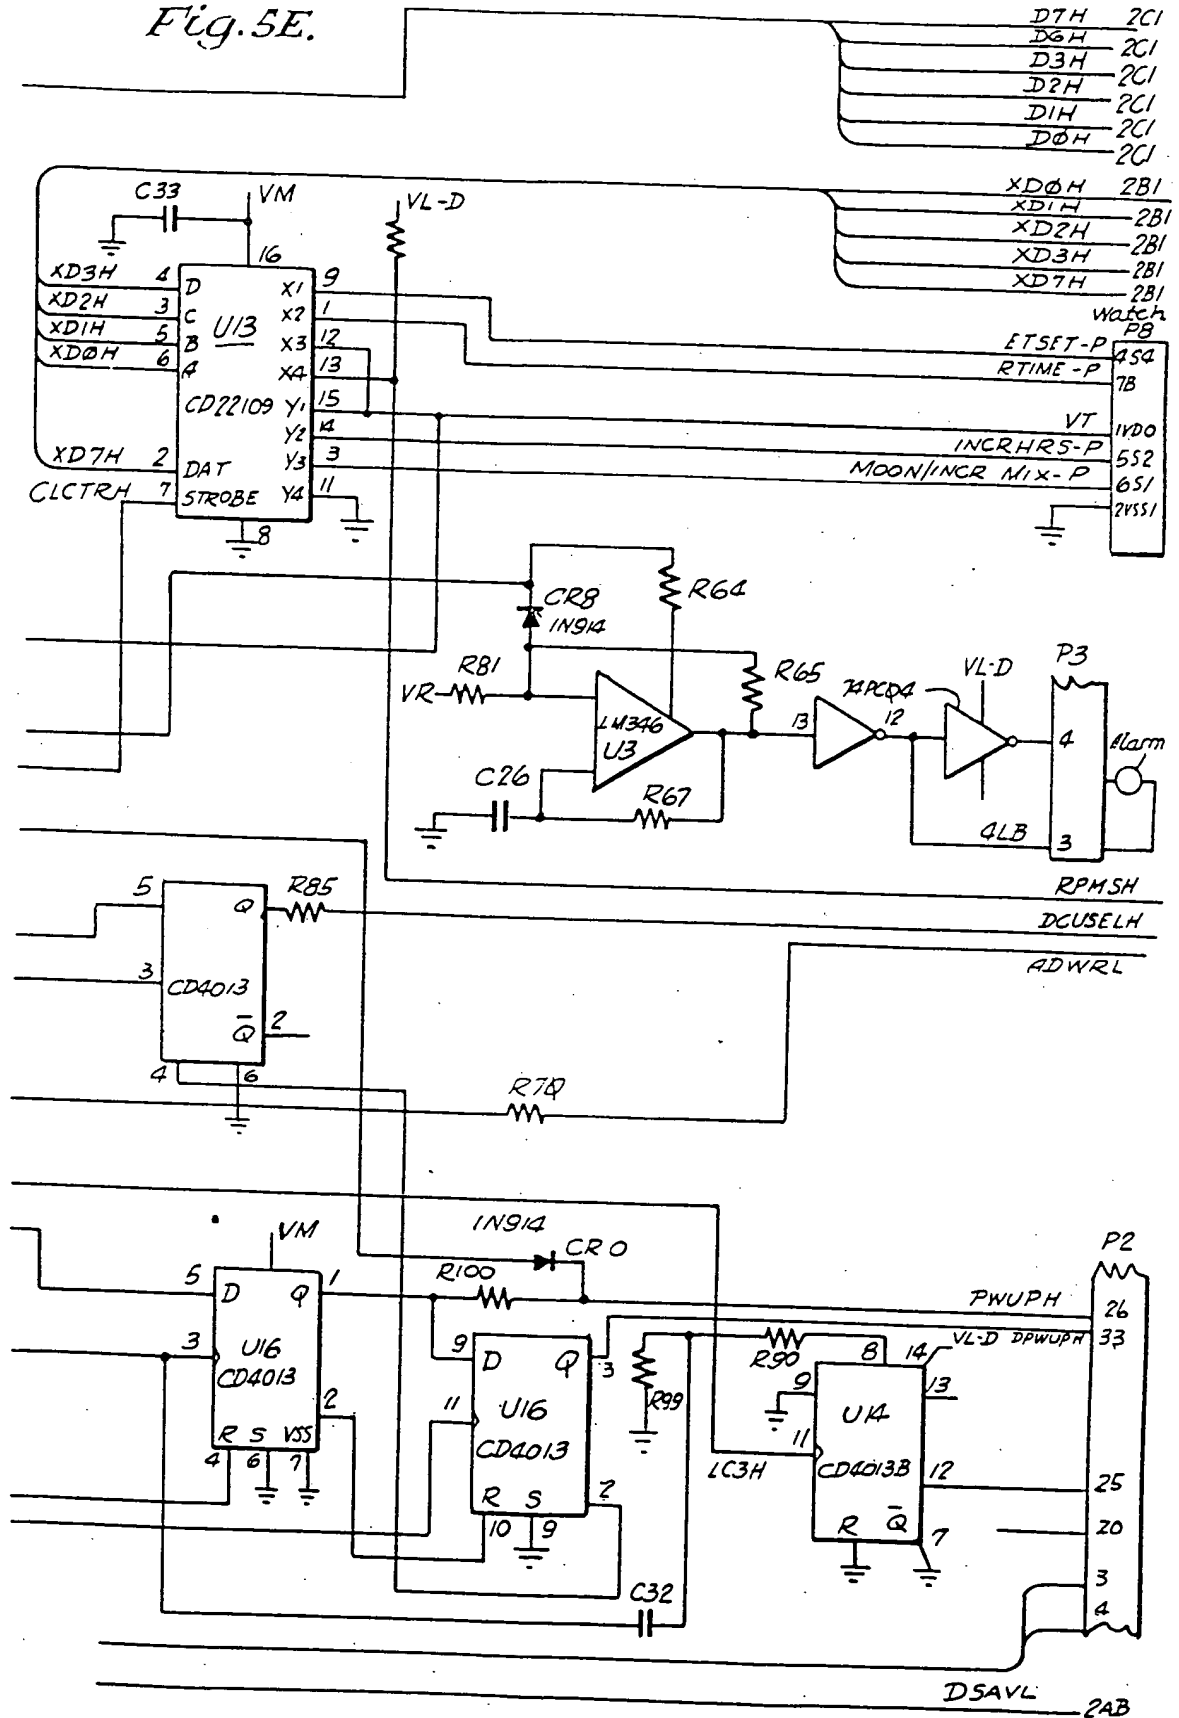 Fig. 5E.
D7H 2C1
D6H 2C1
D3H 2C1
D2H 2C1
D1H 2C1
DØH 2C1
XDØH 2B1
XD1H 2B1
XD2H 2B1
XD3H 2B1
XD7H 2B1
C33
VM
VL-D
16
XD3H 4 D
XD2H 3 C
XD1H 5 B
XDØH 6 A
U13
CD22109
X1 9
X2 1
X3 12
X4 13
Y1 15
Y2 14
Y3 3
Y4 11
XD7H 2 DAT
CLCTRH 7 STROBE
8
Watch
P8
ETSET-P 4S4
RTIME-P 7B
VT 1VDO
INCRHRS-P 5S2
MOON/INCR MIX-P 6S1
2VSS1
CR8
1N914
R64
R81
VR
R65
LM346
U3
C26
R67
13
12
74PCØ4
VL-D
P3
4
Alarm
4LB
3
RPMSH
5
Q
R85
DCUSELH
ADWRL
3
CD4013
Q 2
4
6
R7Ø
VM
1N914
CR 0
R100
PWUPH
P2
26
VL-D DPWUPH 33
5 D Q 1
3
U16
CD4013
2
R S VSS
4 6 7
9 D Q 3
11
U16
CD4013
R S 2
10 9
R99
R90
8 14
9
13
U14
11
LC3H
CD4013B 12
25
R Q 7
20
3
4
C32
DSAVL 2AB